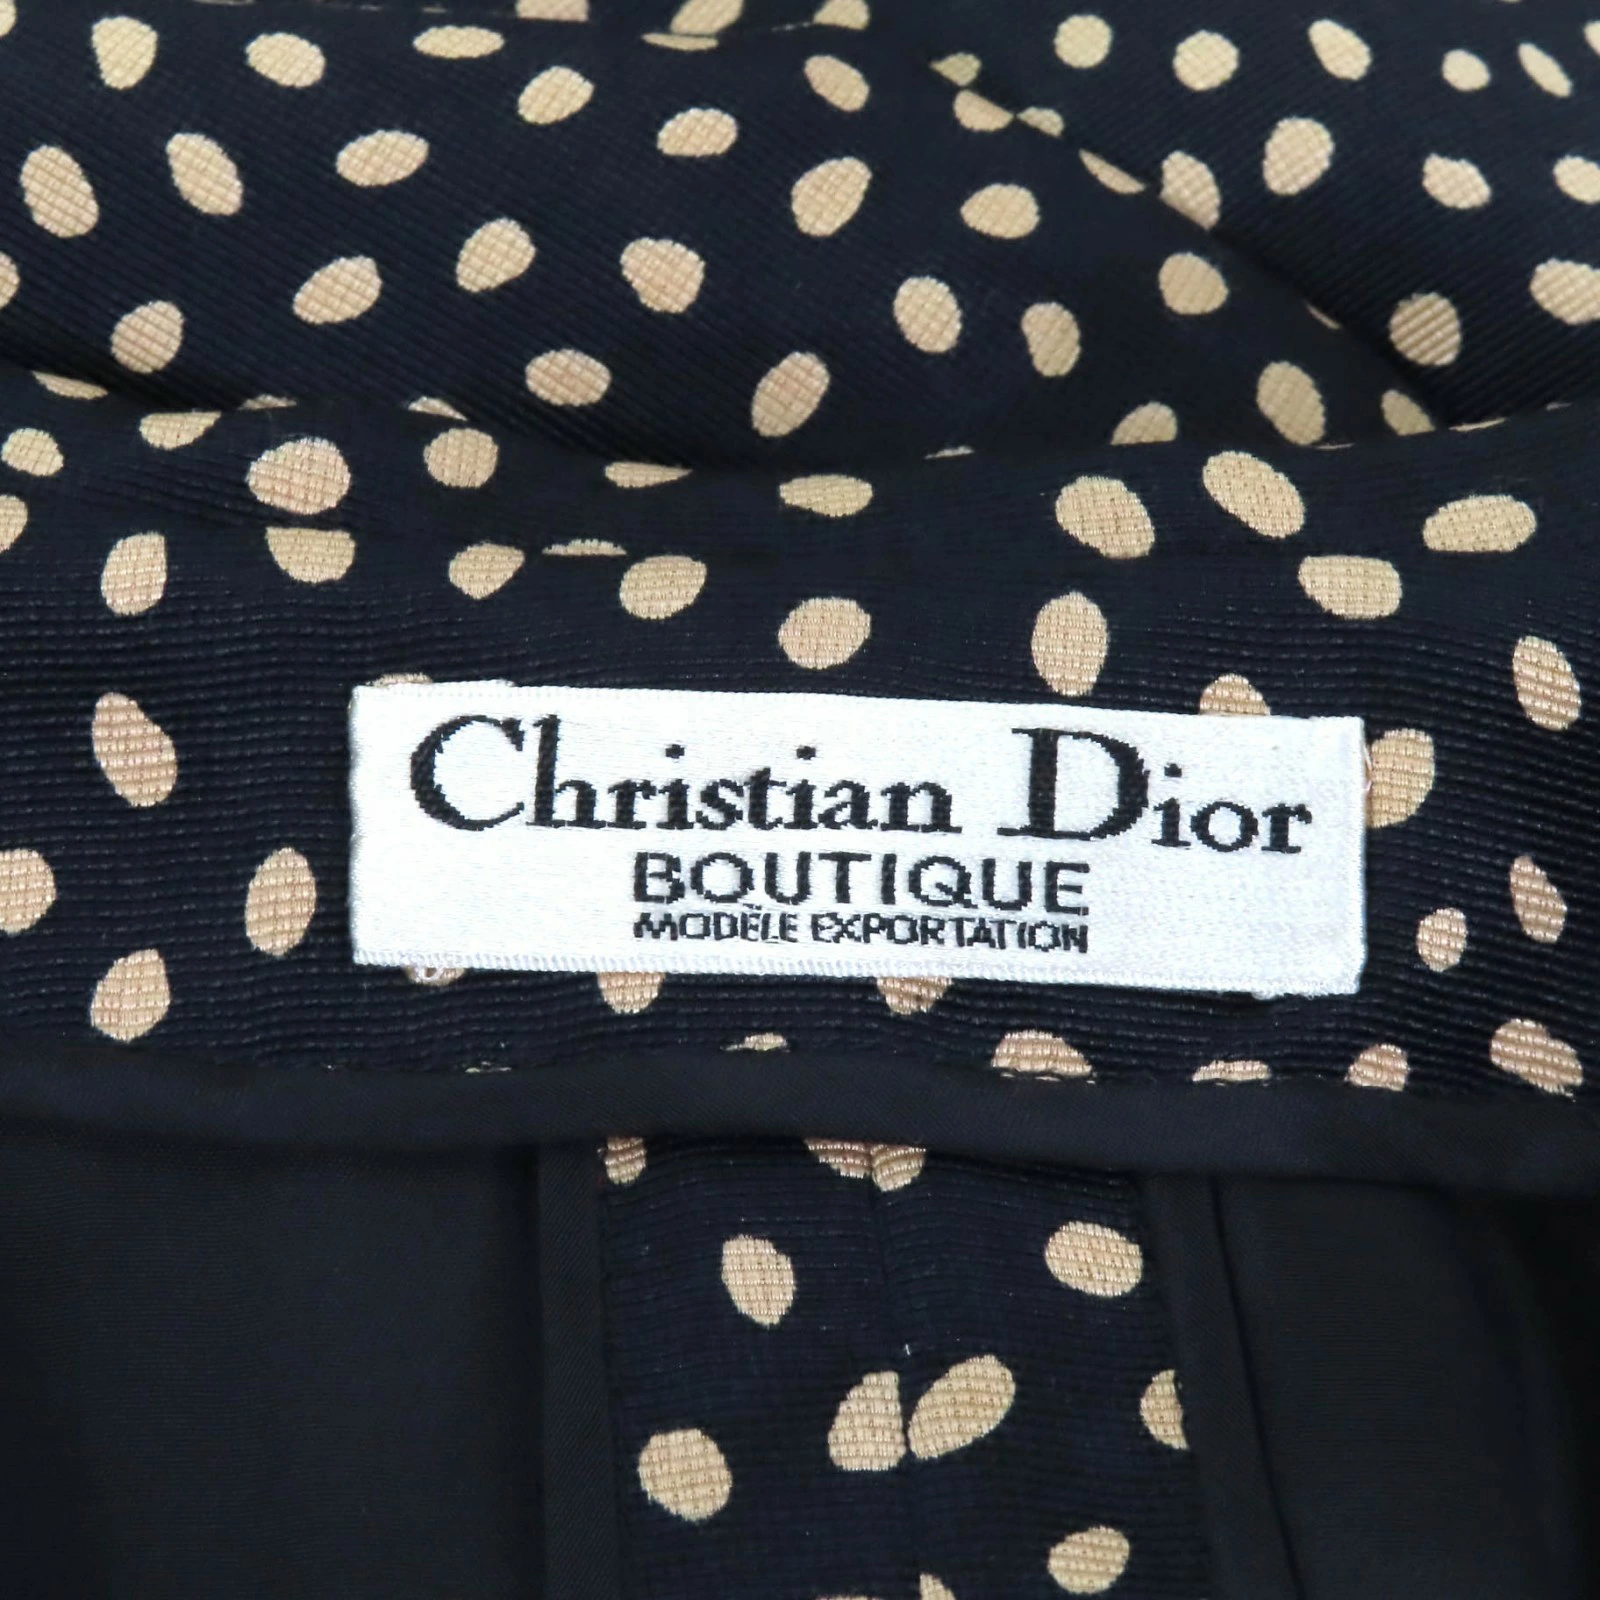 Christian Dior
BOUTIQUE
MODÈLE EXPORTATION